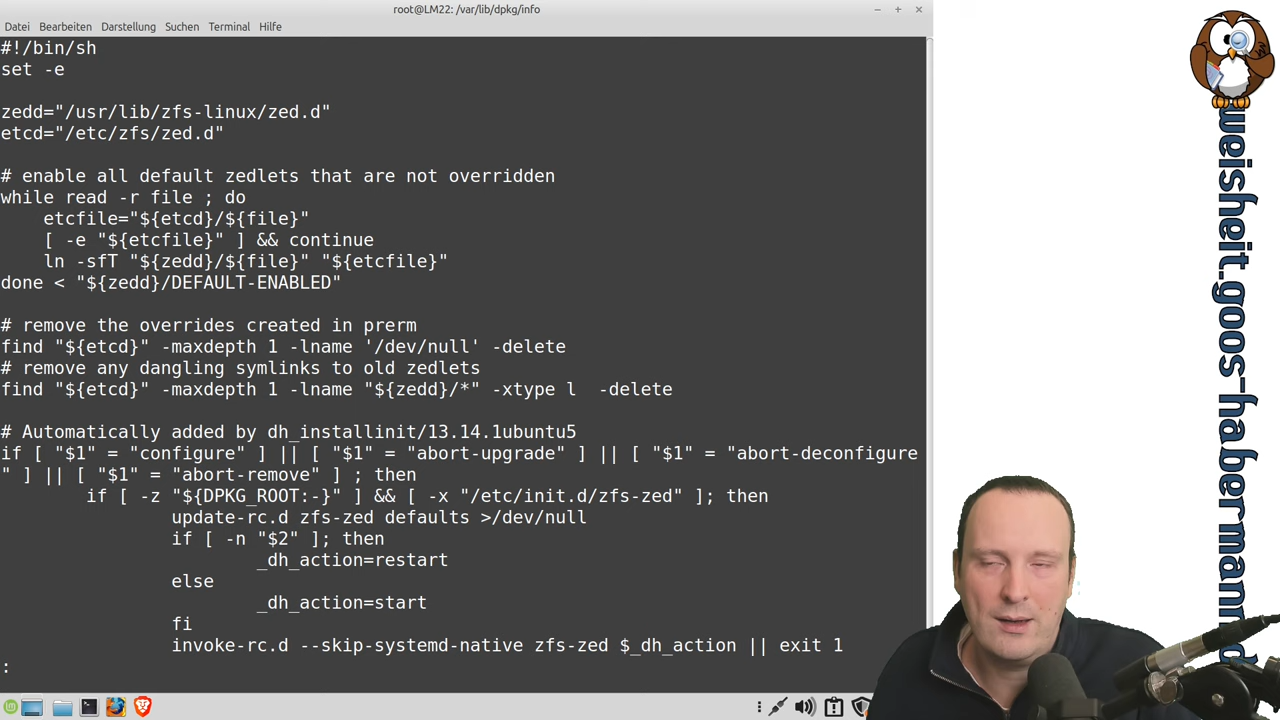 root@LM22: /var/lib/dpkg/info
Datei Bearbeiten Darstellung Suchen Terminal Hilfe
#!/bin/sh
set -e
zedd="/usr/lib/zfs-linux/zed.d"
etcd="/etc/zfs/zed.d"
# enable all default zedlets that are not overridden
while read -r file ; do
    etcfile="${etcd}/${file}"
    [ -e "${etcfile}" ] && continue
    ln -sfT "${zedd}/${file}" "${etcfile}"
done < "${zedd}/DEFAULT-ENABLED"
# remove the overrides created in prerm
find "${etcd}" -maxdepth 1 -lname '/dev/null' -delete
# remove any dangling symlinks to old zedlets
find "${etcd}" -maxdepth 1 -lname "${zedd}/*" -xtype l  -delete
# Automatically added by dh_installinit/13.14.1ubuntu5
if [ "$1" = "configure" ] || [ "$1" = "abort-upgrade" ] || [ "$1" = "abort-deconfigure
" ] || [ "$1" = "abort-remove" ] ; then
        if [ -z "${DPKG_ROOT:-}" ] && [ -x "/etc/init.d/zfs-zed" ]; then
                update-rc.d zfs-zed defaults >/dev/null
                if [ -n "$2" ]; then
                        _dh_action=restart
                else
                        _dh_action=start
                fi
                invoke-rc.d --skip-systemd-native zfs-zed $_dh_action || exit 1
:
weisheit.goos-habermann.d